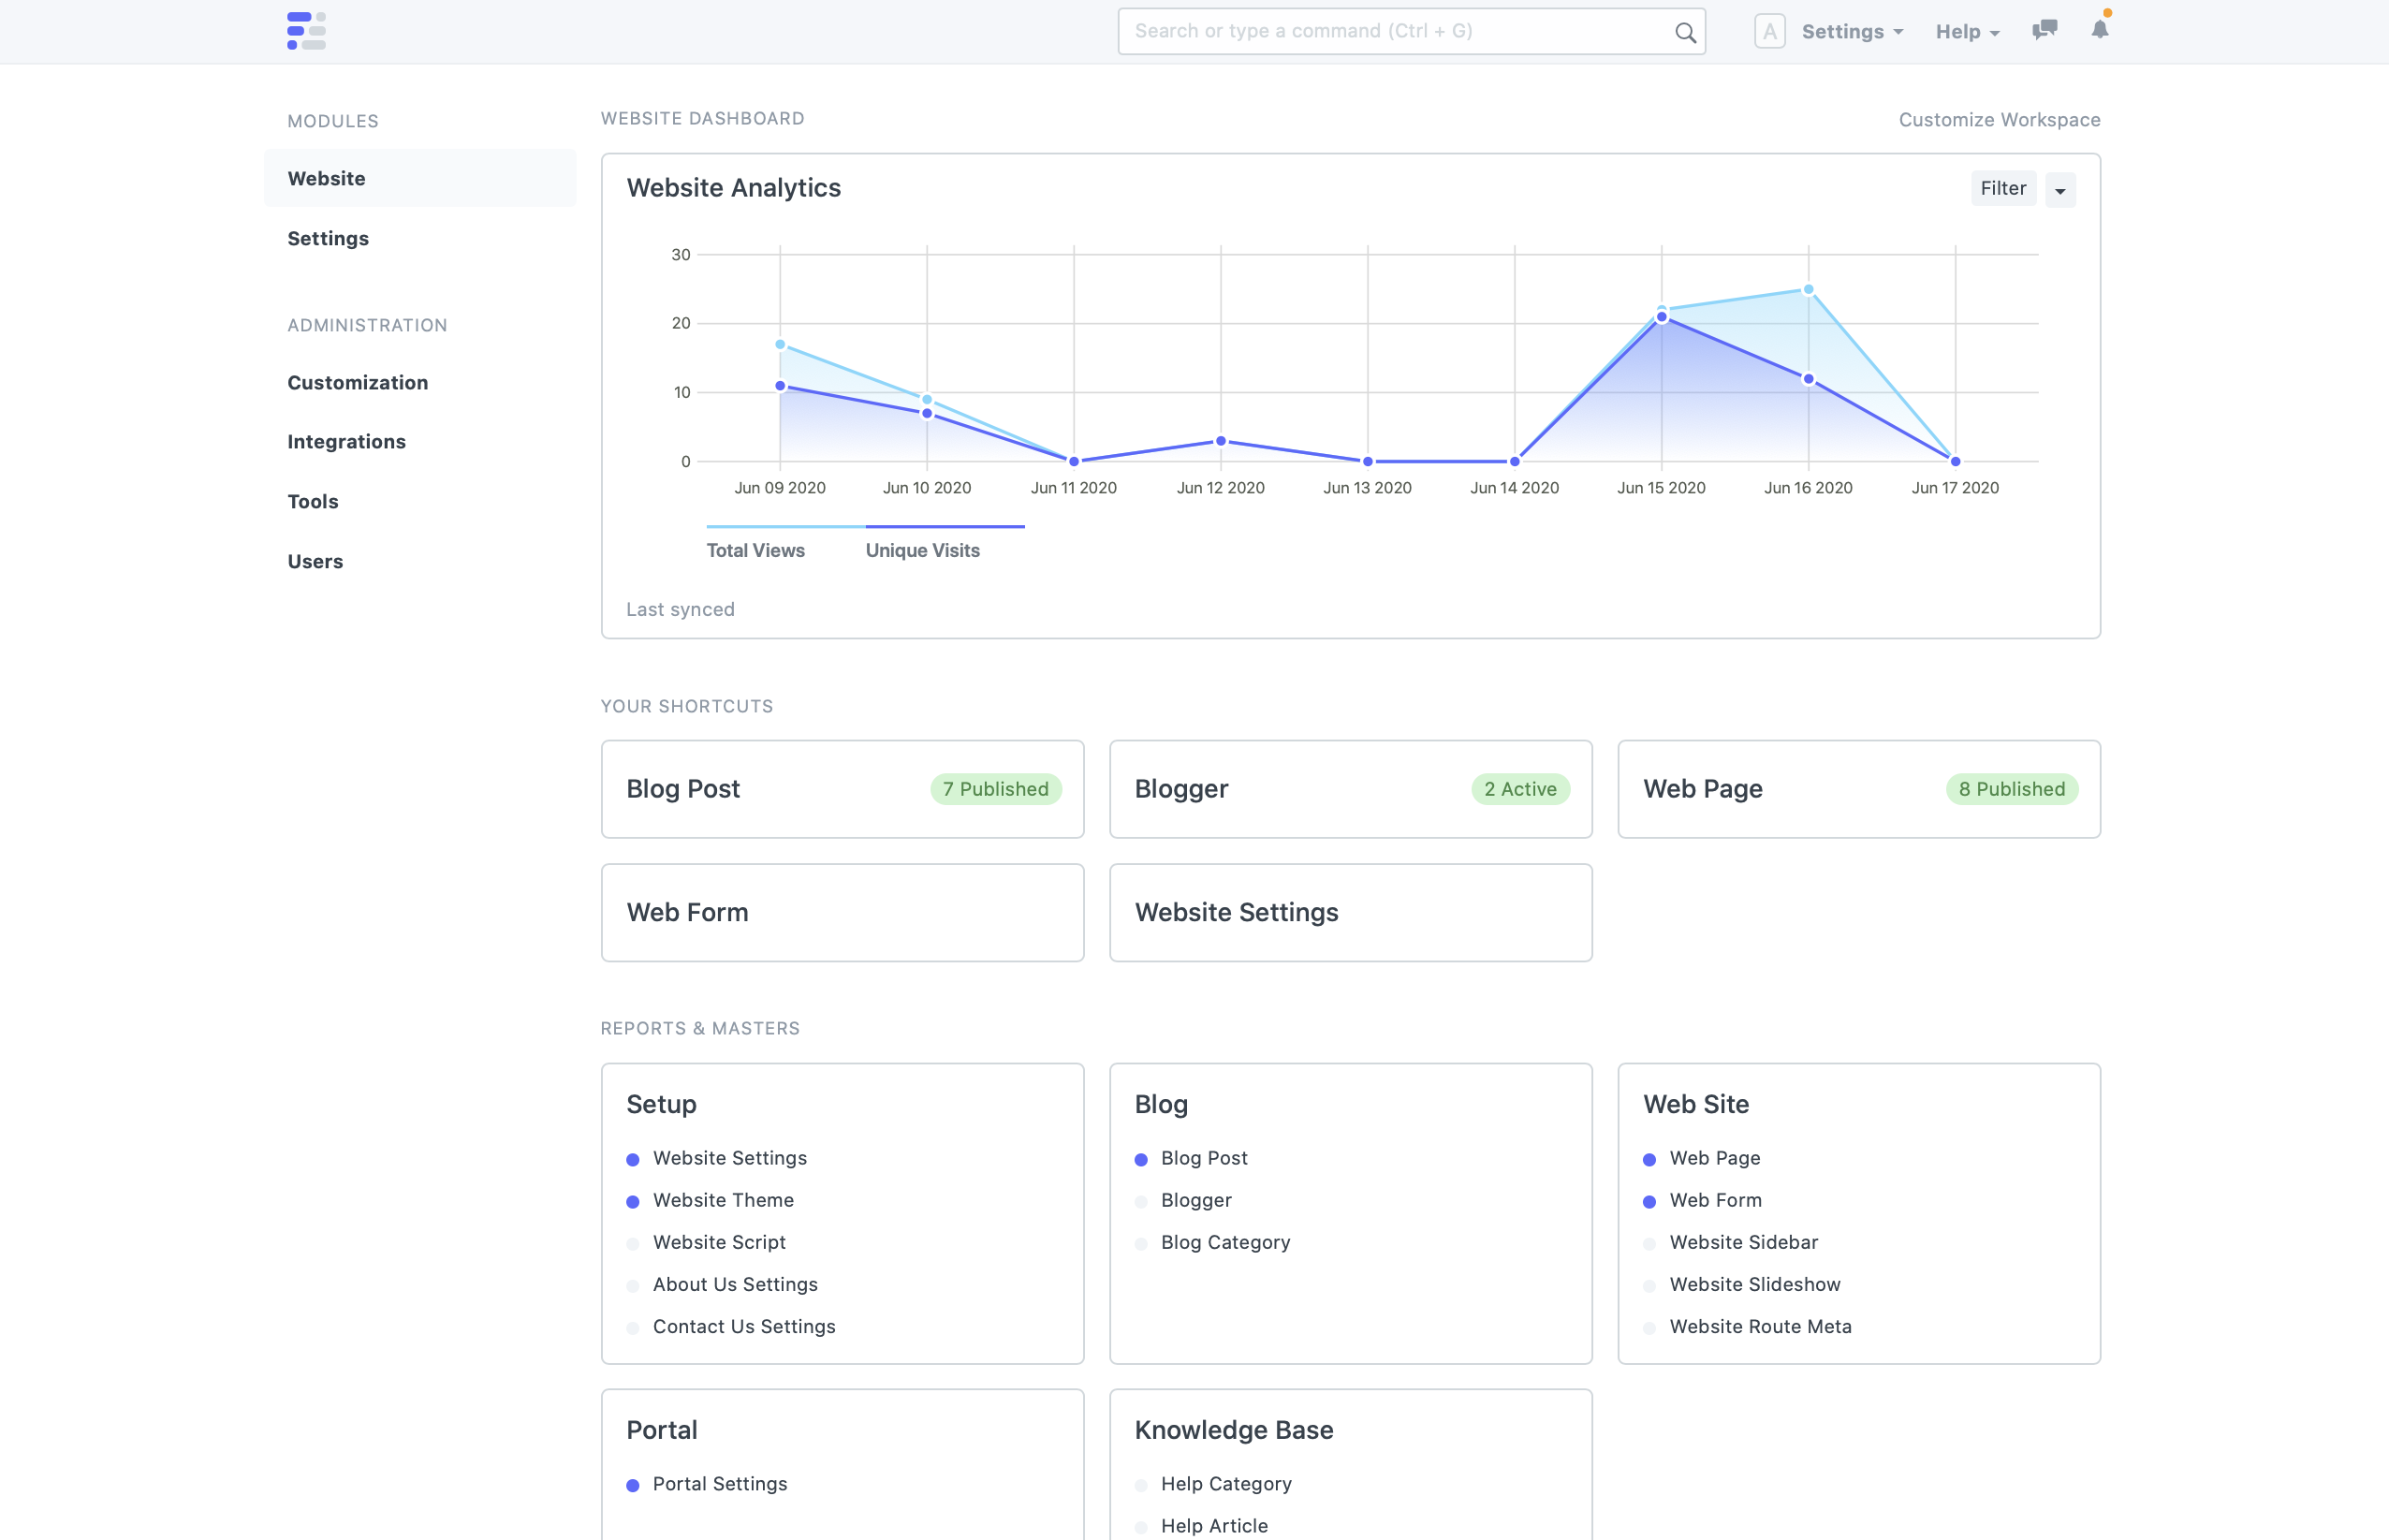 Search or type a command (Ctrl + G)
A
Settings
Help
MODULES
Website
Settings
ADMINISTRATION
Customization
Integrations
Tools
Users
WEBSITE DASHBOARD
Customize Workspace
Website Analytics
Filter
30
20
10
0
Jun 09 2020
Jun 10 2020
Jun 11 2020
Jun 12 2020
Jun 13 2020
Jun 14 2020
Jun 15 2020
Jun 16 2020
Jun 17 2020
Total Views
Unique Visits
Last synced
YOUR SHORTCUTS
Blog Post
7 Published
Blogger
2 Active
Web Page
8 Published
Web Form
Website Settings
REPORTS & MASTERS
Setup
Website Settings
Website Theme
Website Script
About Us Settings
Contact Us Settings
Blog
Blog Post
Blogger
Blog Category
Web Site
Web Page
Web Form
Website Sidebar
Website Slideshow
Website Route Meta
Portal
Portal Settings
Knowledge Base
Help Category
Help Article